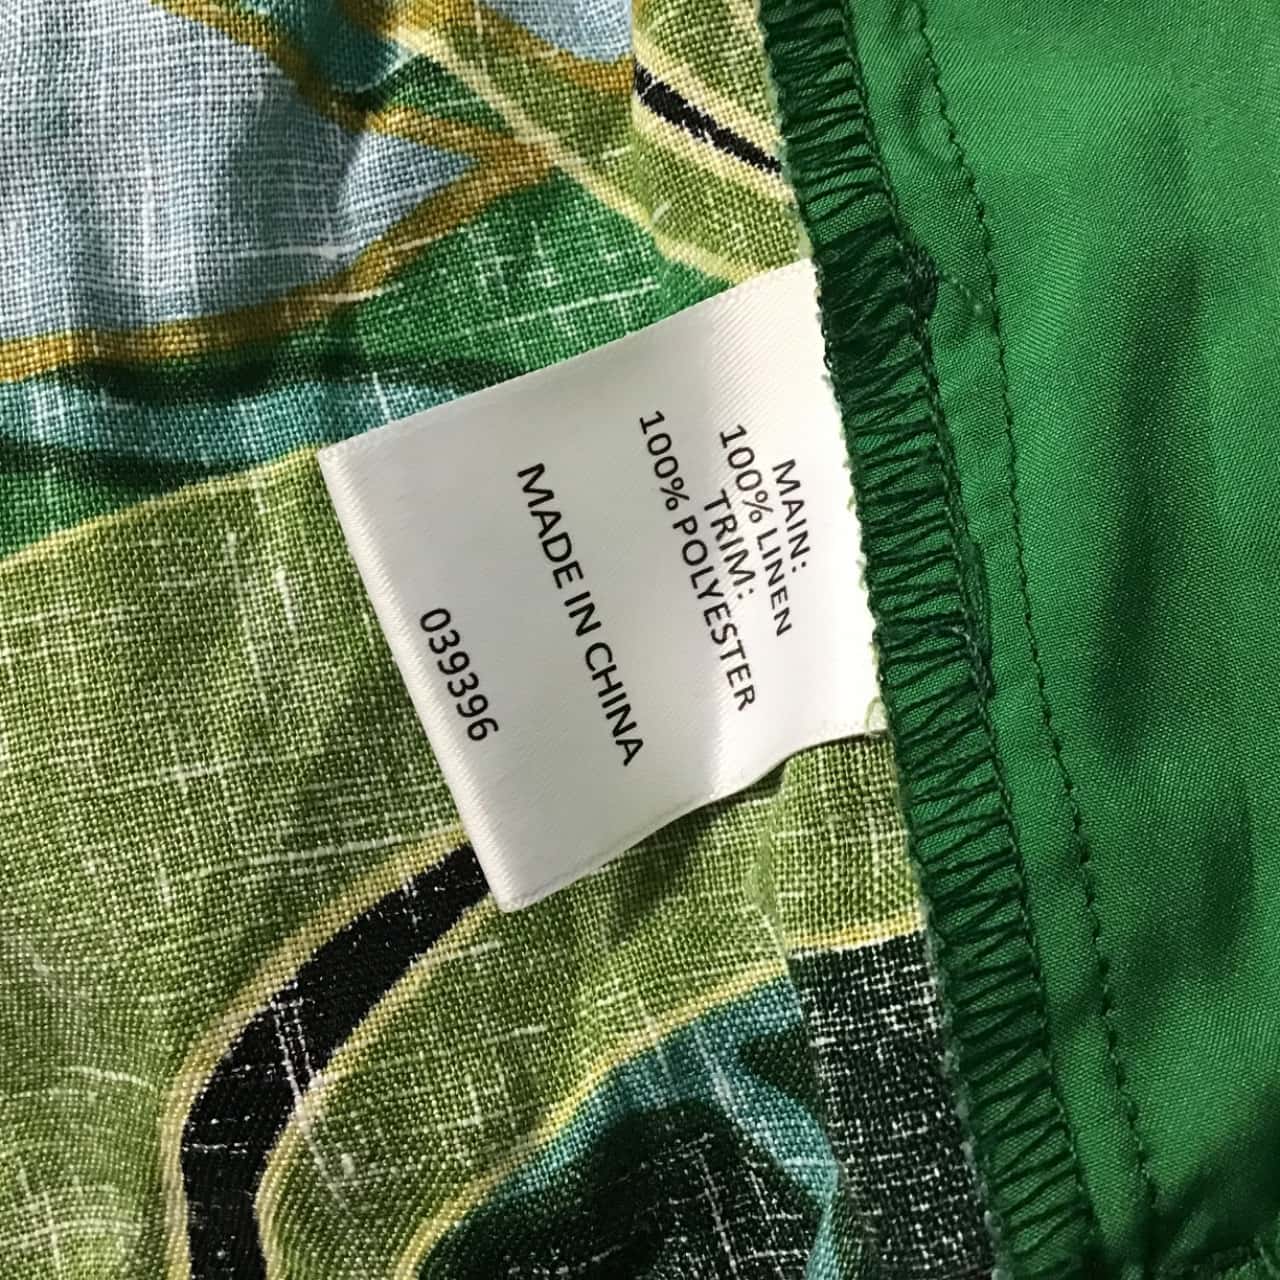 MAIN:
100% LINEN
TRIM:
100% POLYESTER
MADE IN CHINA
039396